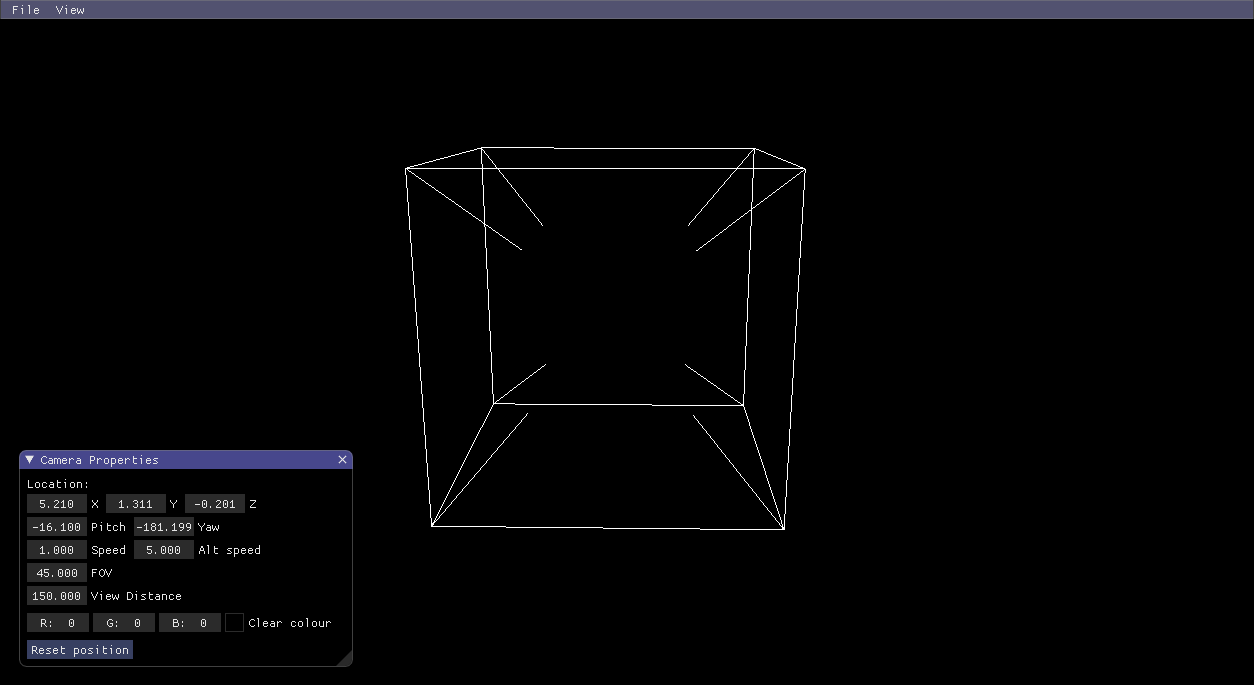 File View
Camera Properties
Location:
5.210 X 1.311 Y -0.201 Z
-16.100 Pitch -181.199 Yaw
1.000 Speed 5.000 Alt speed
45.000 FOV
150.000 View Distance
R: 0 G: 0 B: 0 Clear colour
Reset position